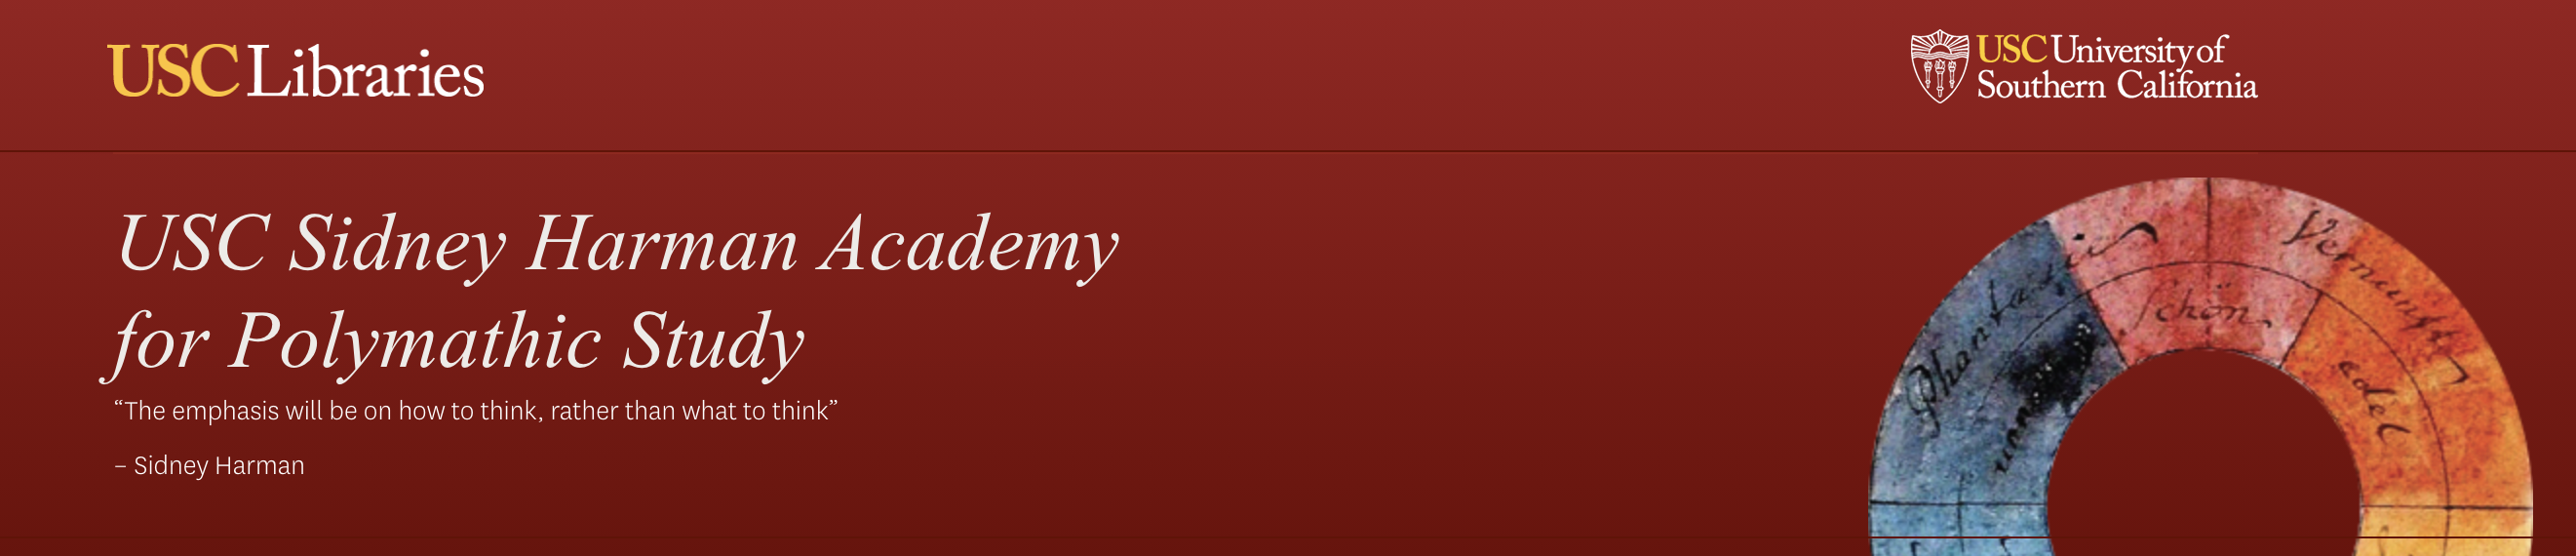 USC Libraries
USC University of
Southern California
USC Sidney Harman Academy
for Polymathic Study
“The emphasis will be on how to think, rather than what to think”
– Sidney Harman
Phantasie
Vernunft
schön
edel